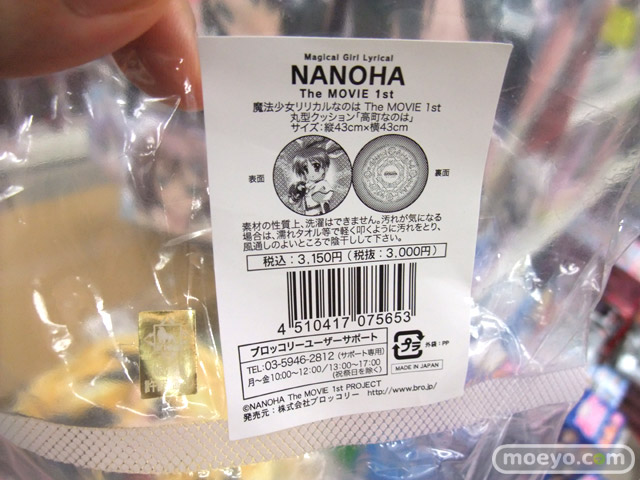 Magical Girl Lyrical
NANOHA
The MOVIE 1st
魔法少女リリカルなのは The MOVIE 1st
丸型クッション「高町なのは」
サイズ:縦43cm×横43cm
表面
裏面
素材の性質上、洗濯はできません。汚れが気になる
場合は、濡れタオル等で軽く叩くように汚れをとり、
風通しのよいところで陰干しして下さい。
税込:3,150円(税抜:3,000円)
4 510417 075653
ブロッコリーユーザーサポート
TEL:03-5946-2812 (サポート専用)
月~金10:00~12:00/13:00~17:00
(祝祭日を除く)
プラ
外袋:PP
MADE IN JAPAN
©NANOHA The MOVIE 1st PROJECT
発売元:株式会社ブロッコリー http://www.bro.jp/
moeyo.com